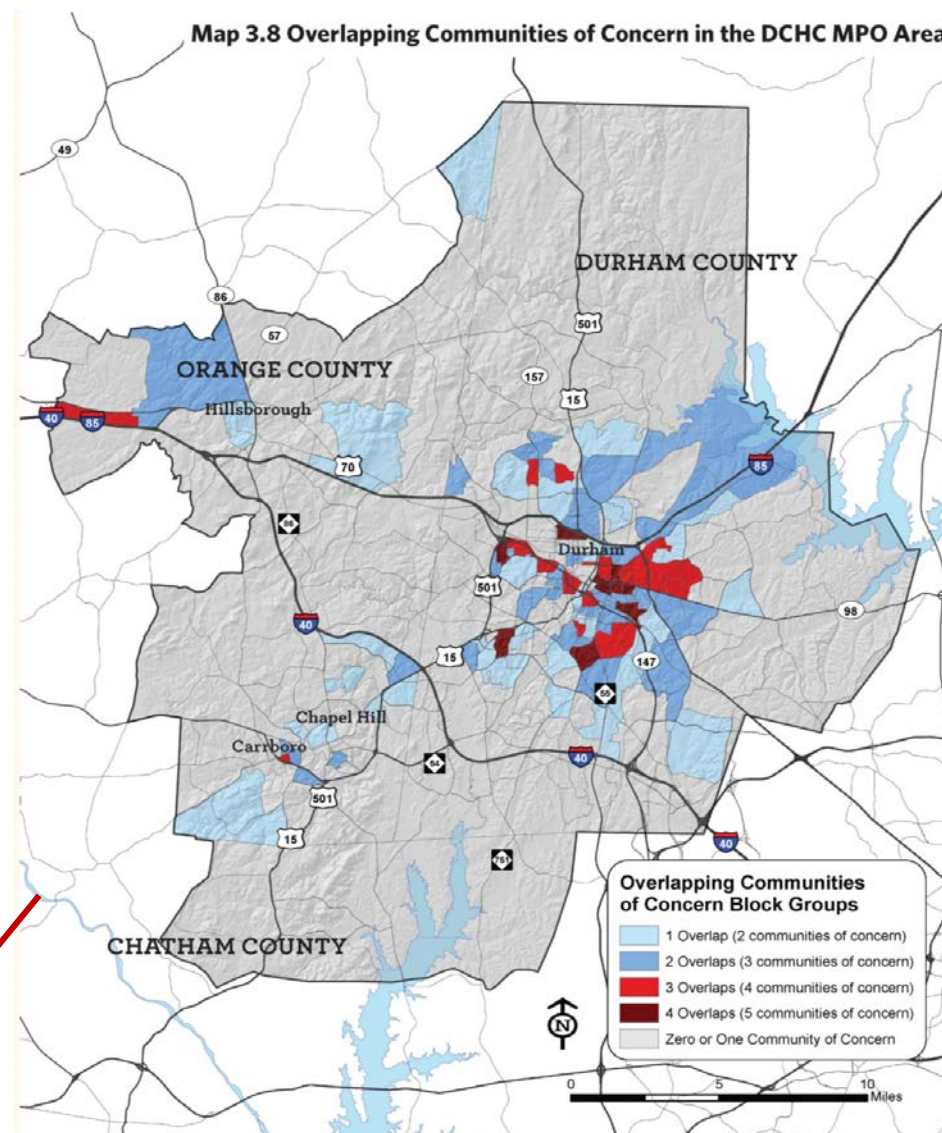 Map 3.8 Overlapping Communities of Concern in the DCHC MPO Area
49
DURHAM COUNTY
86
57
501
ORANGE COUNTY
157
15
Hillsborough
40
85
70
85
86
Durham
501
98
40
15
147
55
Chapel Hill
Carrboro
54
40
501
15
40
751
Overlapping Communities
of Concern Block Groups
1 Overlap (2 communities of concern)
2 Overlaps (3 communities of concern)
3 Overlaps (4 communities of concern)
4 Overlaps (5 communities of concern)
Zero or One Community of Concern
CHATHAM COUNTY
N
0 5 10
Miles